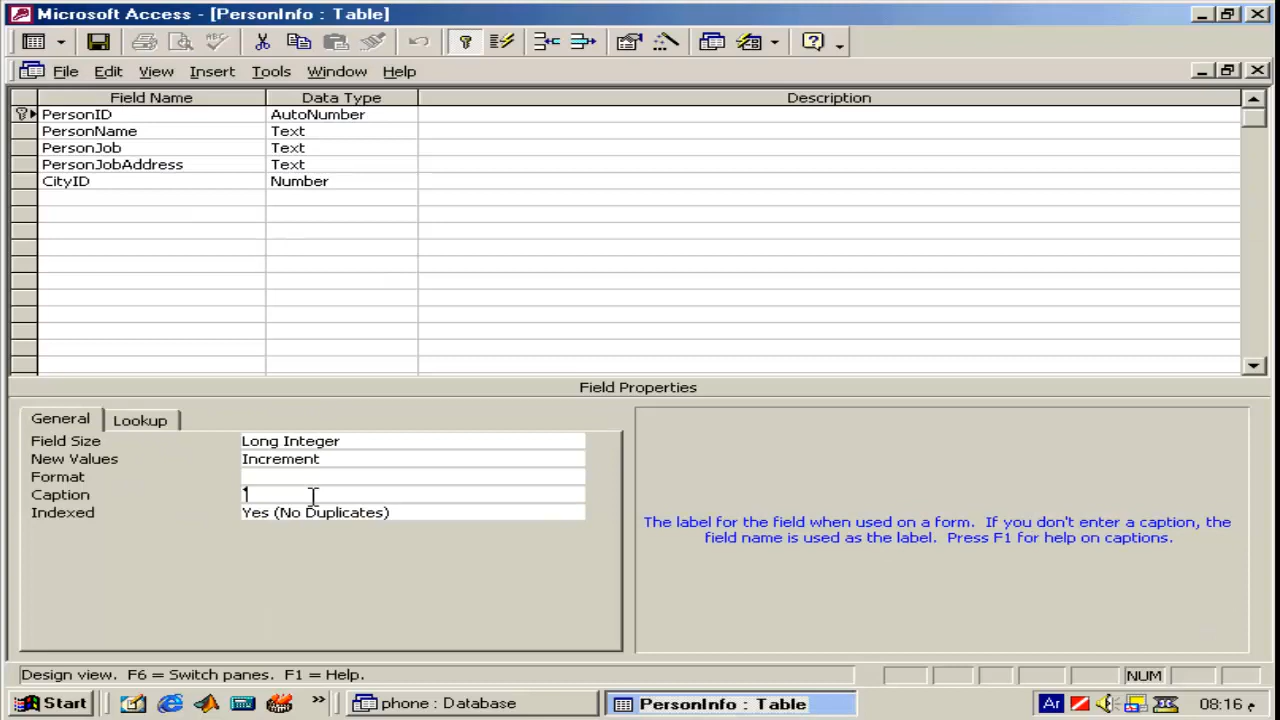 Microsoft Access - [PersonInfo : Table]
File Edit View Insert Tools Window Help
Field Name Data Type Description
PersonID AutoNumber
PersonName Text
PersonJob Text
PersonJobAddress Text
CityID Number
Field Properties
General Lookup
Field Size Long Integer
New Values Increment
Format
Caption
Indexed Yes (No Duplicates)
The label for the field when used on a form. If you don't enter a caption, the
field name is used as the label. Press F1 for help on captions.
Design view. F6 = Switch panes. F1 = Help. NUM
Start » phone : Database PersonInfo : Table Ar 08:16 م